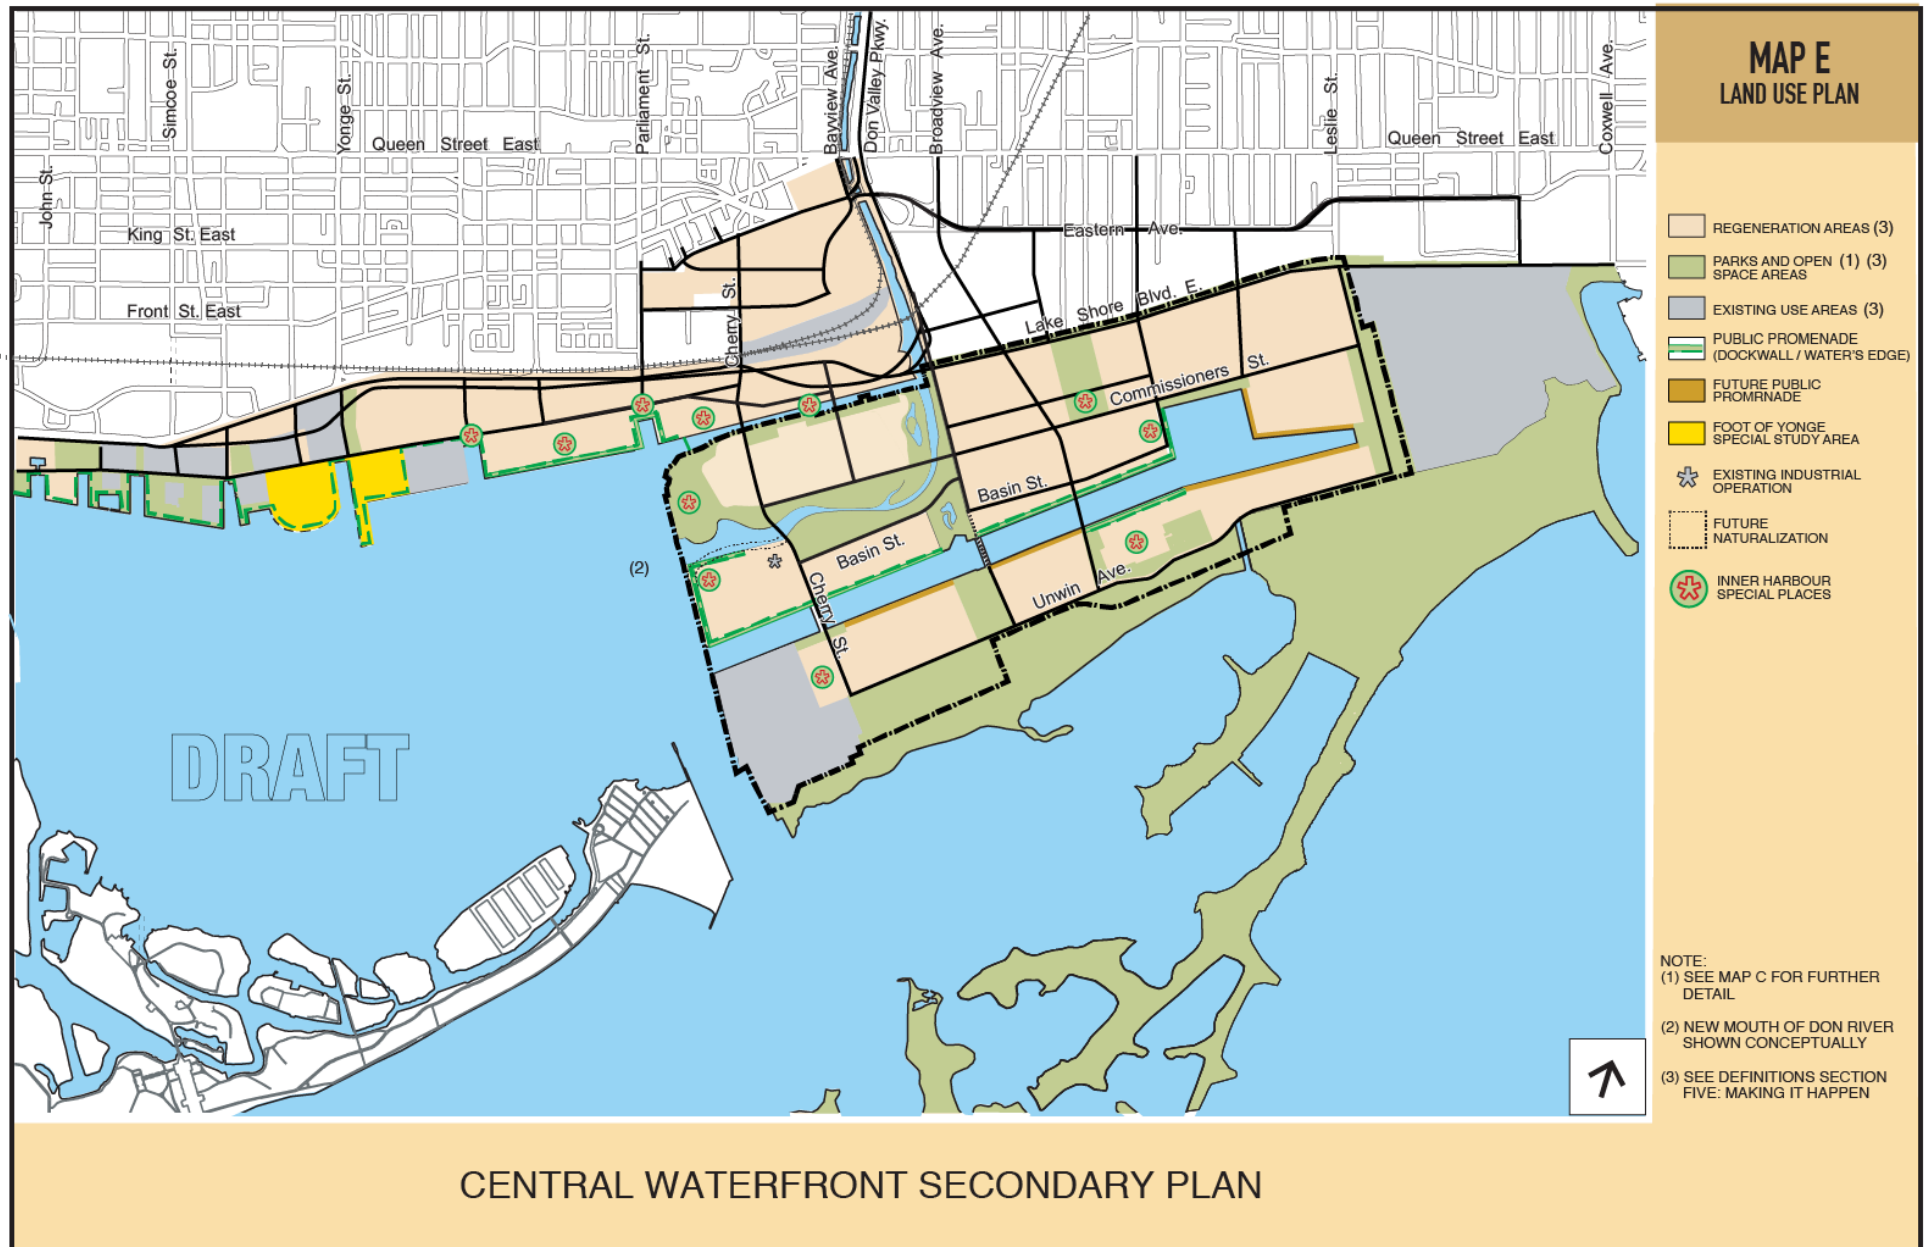 MAP E
LAND USE PLAN
Simcoe St.
Yonge St.
Parliament St.
Bayview Ave.
Don Valley Pkwy.
Broadview Ave.
Leslie St.
Coxwell Ave.
Queen Street East
Queen Street East
John St.
King St. East
Eastern Ave.
Front St. East
Cherry St.
Lake Shore Blvd. E.
Commissioners St.
Basin St.
Basin St.
Cherry St.
Unwin Ave.
(2)
DRAFT
REGENERATION AREAS (3)
PARKS AND OPEN (1) (3)
SPACE AREAS
EXISTING USE AREAS (3)
PUBLIC PROMENADE
(DOCKWALL / WATER'S EDGE)
FUTURE PUBLIC
PROMRNADE
FOOT OF YONGE
SPECIAL STUDY AREA
EXISTING INDUSTRIAL
OPERATION
FUTURE
NATURALIZATION
INNER HARBOUR
SPECIAL PLACES
NOTE:
(1) SEE MAP C FOR FURTHER
DETAIL
(2) NEW MOUTH OF DON RIVER
SHOWN CONCEPTUALLY
(3) SEE DEFINITIONS SECTION
FIVE: MAKING IT HAPPEN
CENTRAL WATERFRONT SECONDARY PLAN